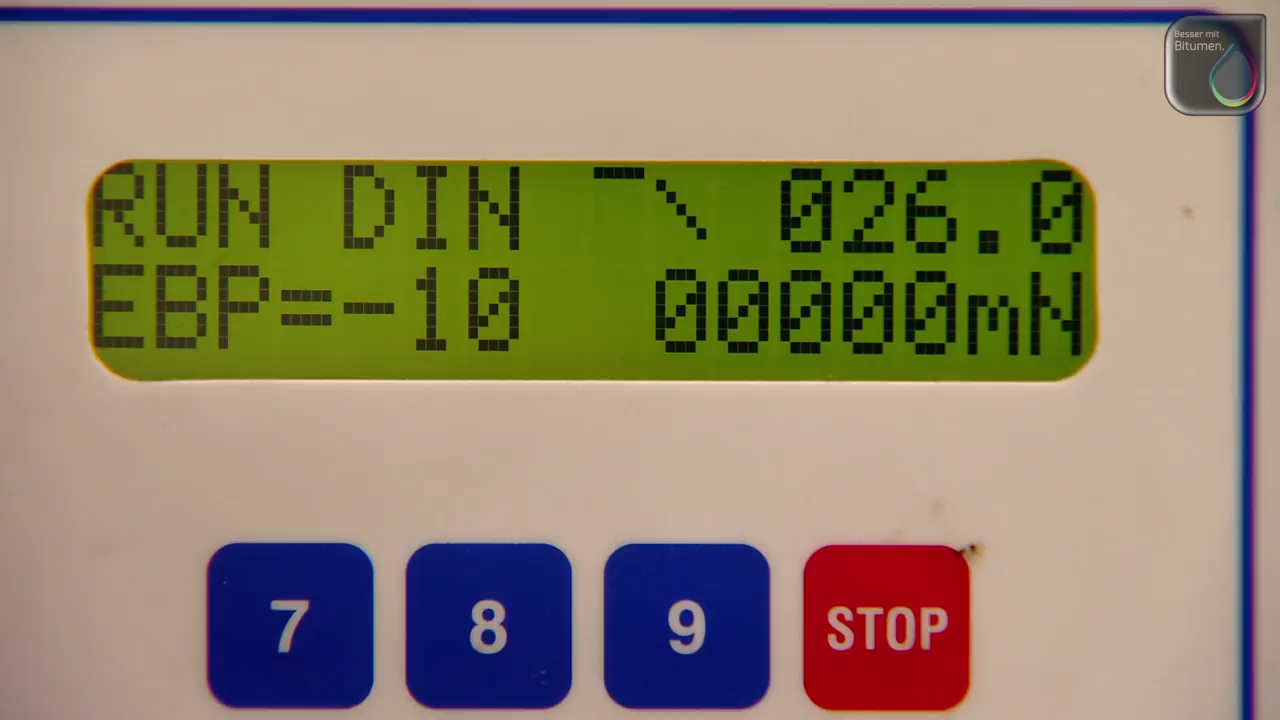 Besser mit
Bitumen.
RUN DIN ¯\ 026.0
EBP=-10 00000mN
7 8 9 STOP